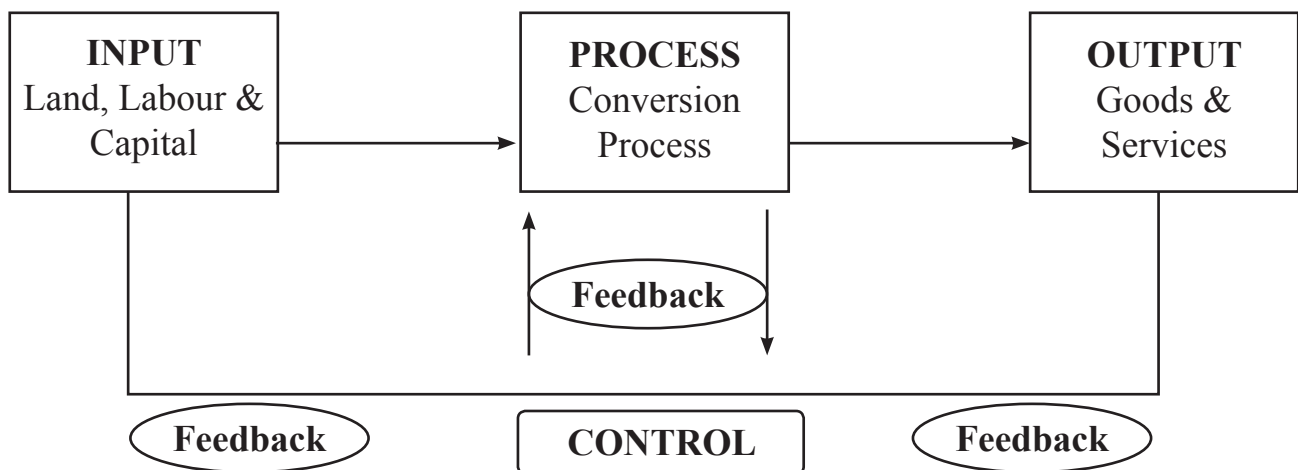 INPUT
Land, Labour &
Capital
PROCESS
Conversion
Process
OUTPUT
Goods &
Services
Feedback
Feedback
CONTROL
Feedback